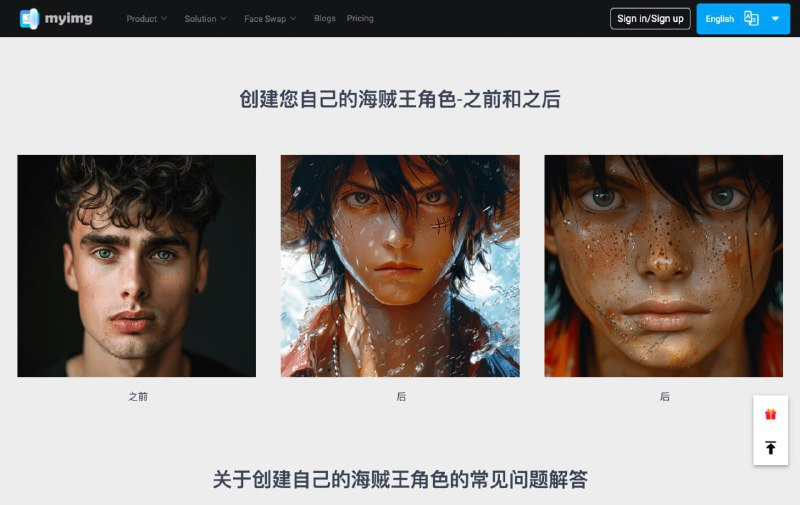 myimg
Product
Solution
Face Swap
Blogs
Pricing
Sign in/Sign up
English
创建您自己的海贼王角色-之前和之后
之前
后
后
关于创建自己的海贼王角色的常见问题解答